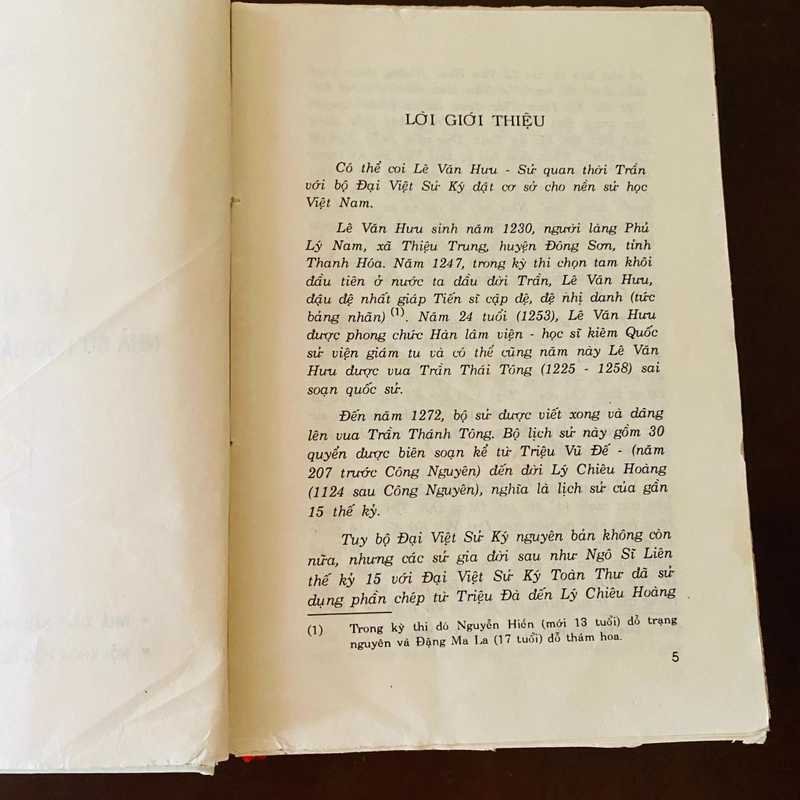 LỜI GIỚI THIỆU
Có thể coi Lê Văn Hưu - Sử quan thời Trần
với bộ Đại Việt Sử Ký đặt cơ sở cho nền sử học
Việt Nam.
Lê Văn Hưu sinh năm 1230, người làng Phủ
Lý Nam, xã Thiệu Trung, huyện Đông Sơn, tỉnh
Thanh Hóa. Năm 1247, trong kỳ thi chọn tam khôi
đầu tiên ở nước ta đầu đời Trần, Lê Văn Hưu,
đậu đệ nhất giáp Tiến sĩ cập đệ, đệ nhị danh (tức
bảng nhãn) (1). Năm 24 tuổi (1253), Lê Văn Hưu
được phong chức Hàn lâm viện - học sĩ kiêm Quốc
sử viện giám tu và có thể cũng năm này Lê Văn
Hưu được vua Trần Thái Tông (1225 - 1258) sai
soạn quốc sử.
Đến năm 1272, bộ sử được viết xong và dâng
lên vua Trần Thánh Tông. Bộ lịch sử này gồm 30
quyển được biên soạn kể từ Triệu Vũ Đế - (năm
207 trước Công Nguyên) đến đời Lý Chiêu Hoàng
(1124 sau Công Nguyên), nghĩa là lịch sử của gần
15 thế kỷ.
Tuy bộ Đại Việt Sử Ký nguyên bản không còn
nữa, nhưng các sử gia đời sau như Ngô Sĩ Liên
thế kỷ 15 với Đại Việt Sử Ký Toàn Thư đã sử
dụng phần chép từ Triệu Đà đến Lý Chiêu Hoàng
(1) Trong kỳ thi đó Nguyễn Hiền (mới 13 tuổi) đỗ trạng
nguyên và Đặng Ma La (17 tuổi) đỗ thám hoa.
5